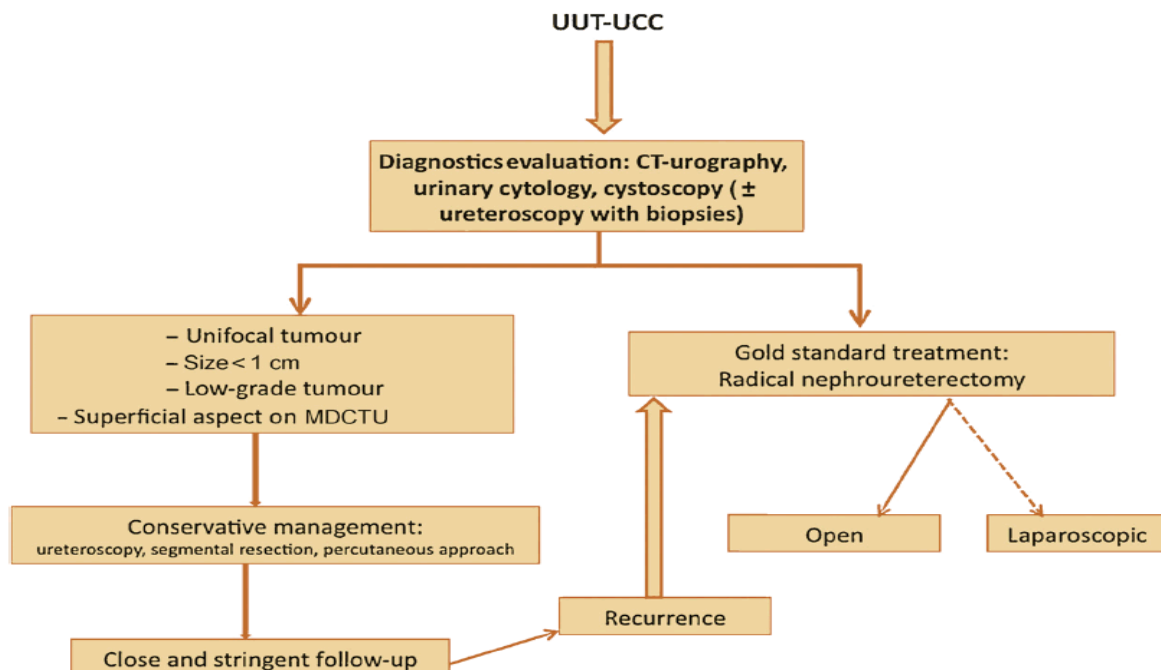 UUT-UCC
Diagnostics evaluation: CT-urography,
urinary cytology, cystoscopy ( ±
ureteroscopy with biopsies)
– Unifocal tumour
– Size < 1 cm
– Low-grade tumour
– Superficial aspect on MDCTU
Gold standard treatment:
Radical nephroureterectomy
Conservative management:
ureteroscopy, segmental resection, percutaneous approach
Open
Laparoscopic
Recurrence
Close and stringent follow-up